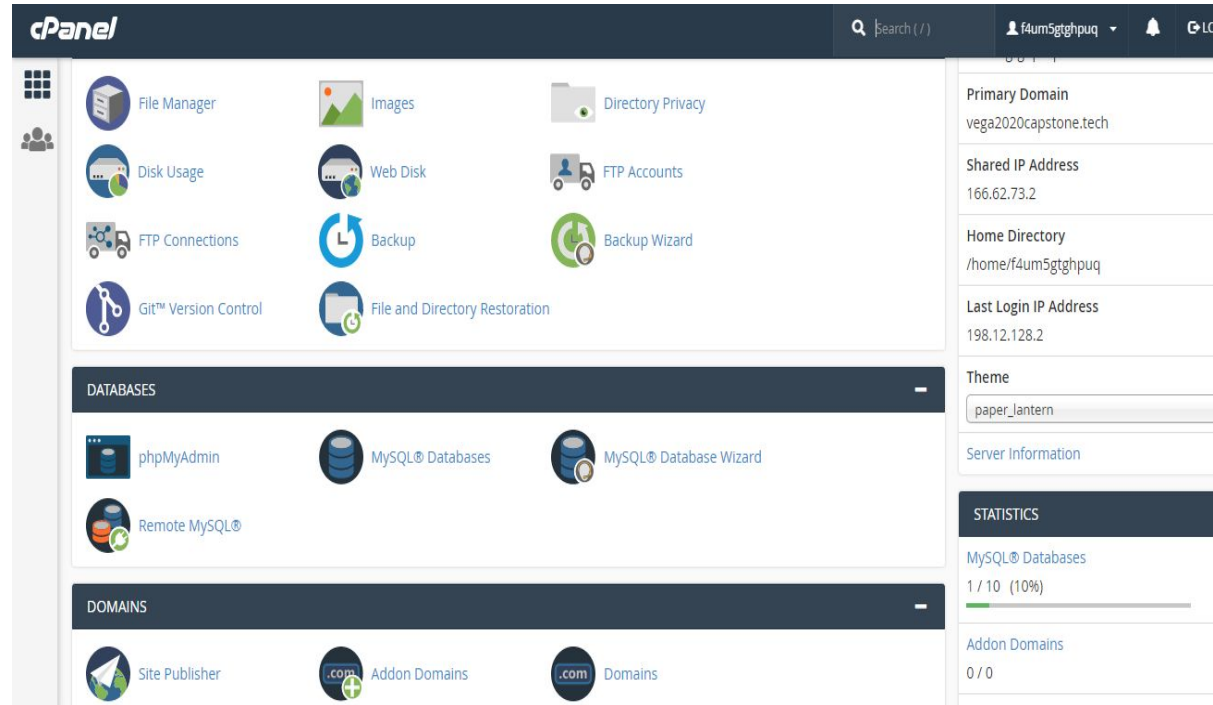 cPanel
Search ( / )
f4um5gtghpuq
LO
File Manager
Images
Directory Privacy
Disk Usage
Web Disk
FTP Accounts
FTP Connections
Backup
Backup Wizard
Git™ Version Control
File and Directory Restoration
DATABASES
phpMyAdmin
MySQL® Databases
MySQL® Database Wizard
Remote MySQL®
DOMAINS
Site Publisher
.com
Addon Domains
.com
Domains
Primary Domain
vega2020capstone.tech
Shared IP Address
166.62.73.2
Home Directory
/home/f4um5gtghpuq
Last Login IP Address
198.12.128.2
Theme
paper_lantern
Server Information
STATISTICS
MySQL® Databases
1 / 10 (10%)
Addon Domains
0 / 0